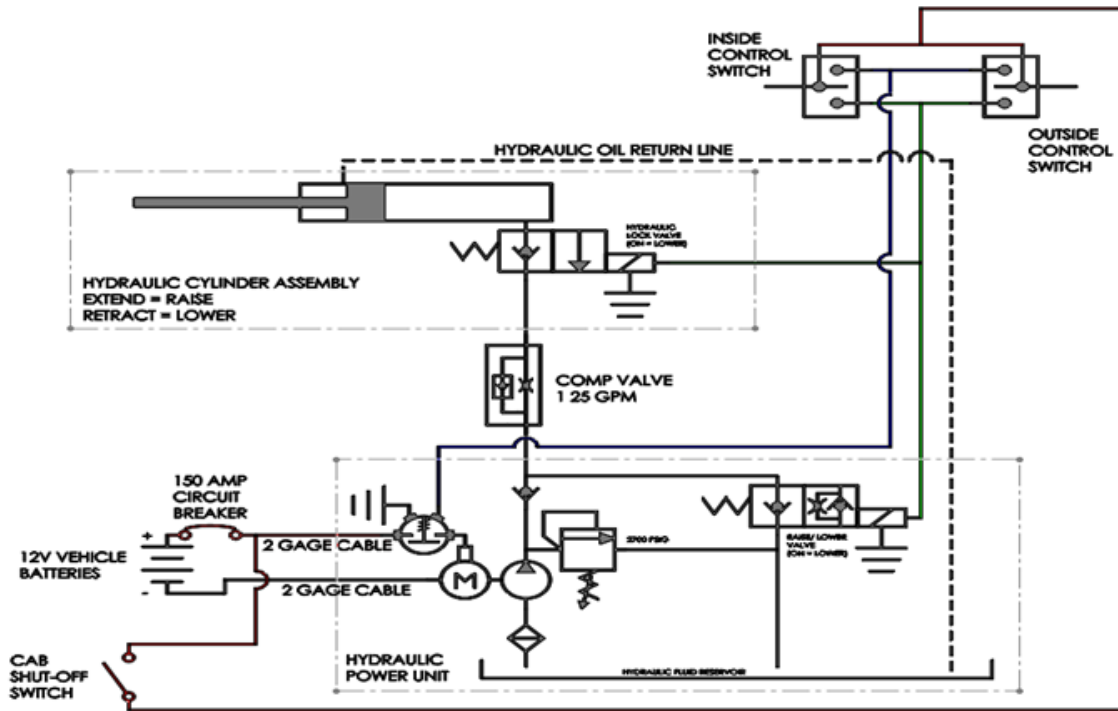 INSIDE
CONTROL
SWITCH
OUTSIDE
CONTROL
SWITCH
HYDRAULIC OIL RETURN LINE
HYDRAULIC
LOCK VALVE
(ON = LOWER)
HYDRAULIC CYLINDER ASSEMBLY
EXTEND = RAISE
RETRACT = LOWER
COMP VALVE
1 25 GPM
150 AMP
CIRCUIT
BREAKER
+
2 GAGE CABLE
12V VEHICLE
BATTERIES
-
2 GAGE CABLE
M
RAISE/LOWER
VALVE
(ON = LOWER)
CAB
SHUT-OFF
SWITCH
HYDRAULIC
POWER UNIT
HYDRAULIC FLUID RESERVOIR